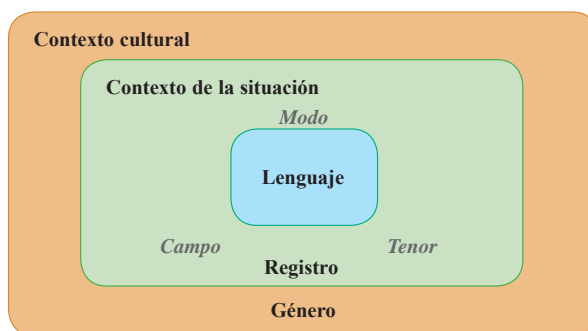 Contexto cultural
Contexto de la situación
Modo
Lenguaje
Campo
Tenor
Registro
Género